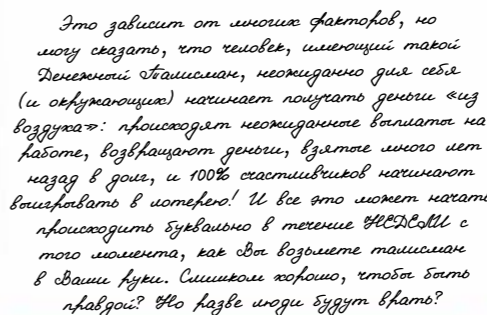 Это зависит от многих факторов, но
могу сказать, что человек, имеющий такой
Денежный Талисман, неожиданно для себя
(и окружающих) начинает получать деньги «из
воздуха»: происходят неожиданные выплаты на
работе, возвращают деньги, взятые много лет
назад в долг, и 100% счастливчиков начинают
выигрывать в лотерею! И все это может начать
происходить буквально в течение НЕДЕЛИ с
того момента, как Вы возьмете талисман
в Ваши руки. Слишком хорошо, чтобы быть
правдой? Но разве люди будут врать?